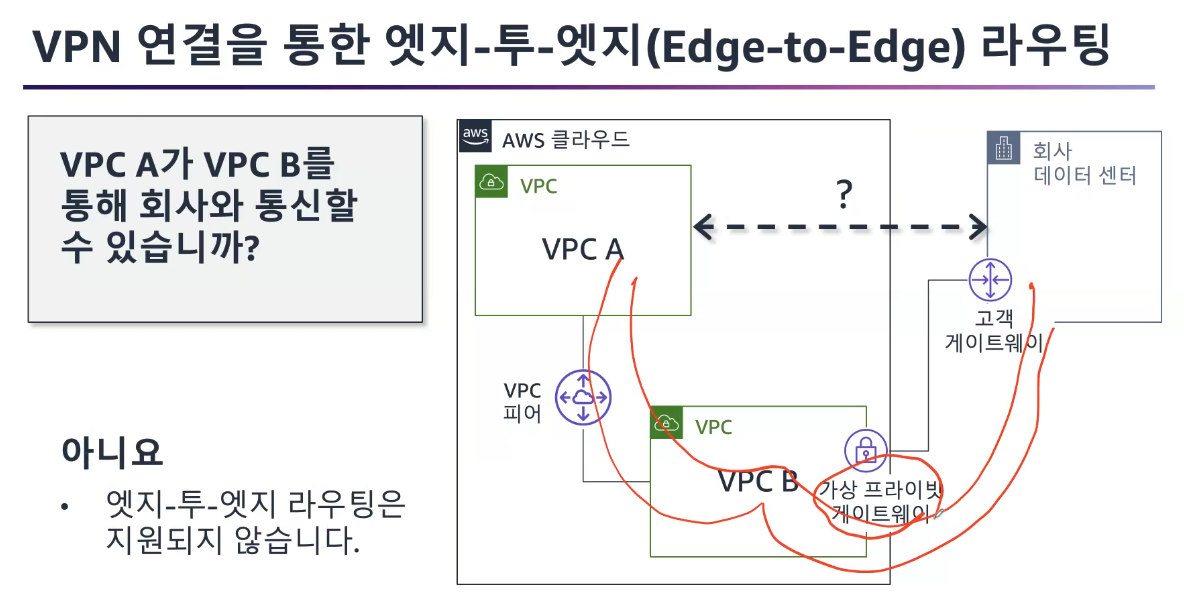 VPN 연결을 통한 엣지-투-엣지(Edge-to-Edge) 라우팅
VPC A가 VPC B를
통해 회사와 통신할
수 있습니까?
아니요
• 엣지-투-엣지 라우팅은
지원되지 않습니다.
aws
AWS 클라우드
VPC
VPC A
?
회사
데이터 센터
고객
게이트웨이
VPC
피어
VPC
VPC B
가상 프라이빗
게이트웨이